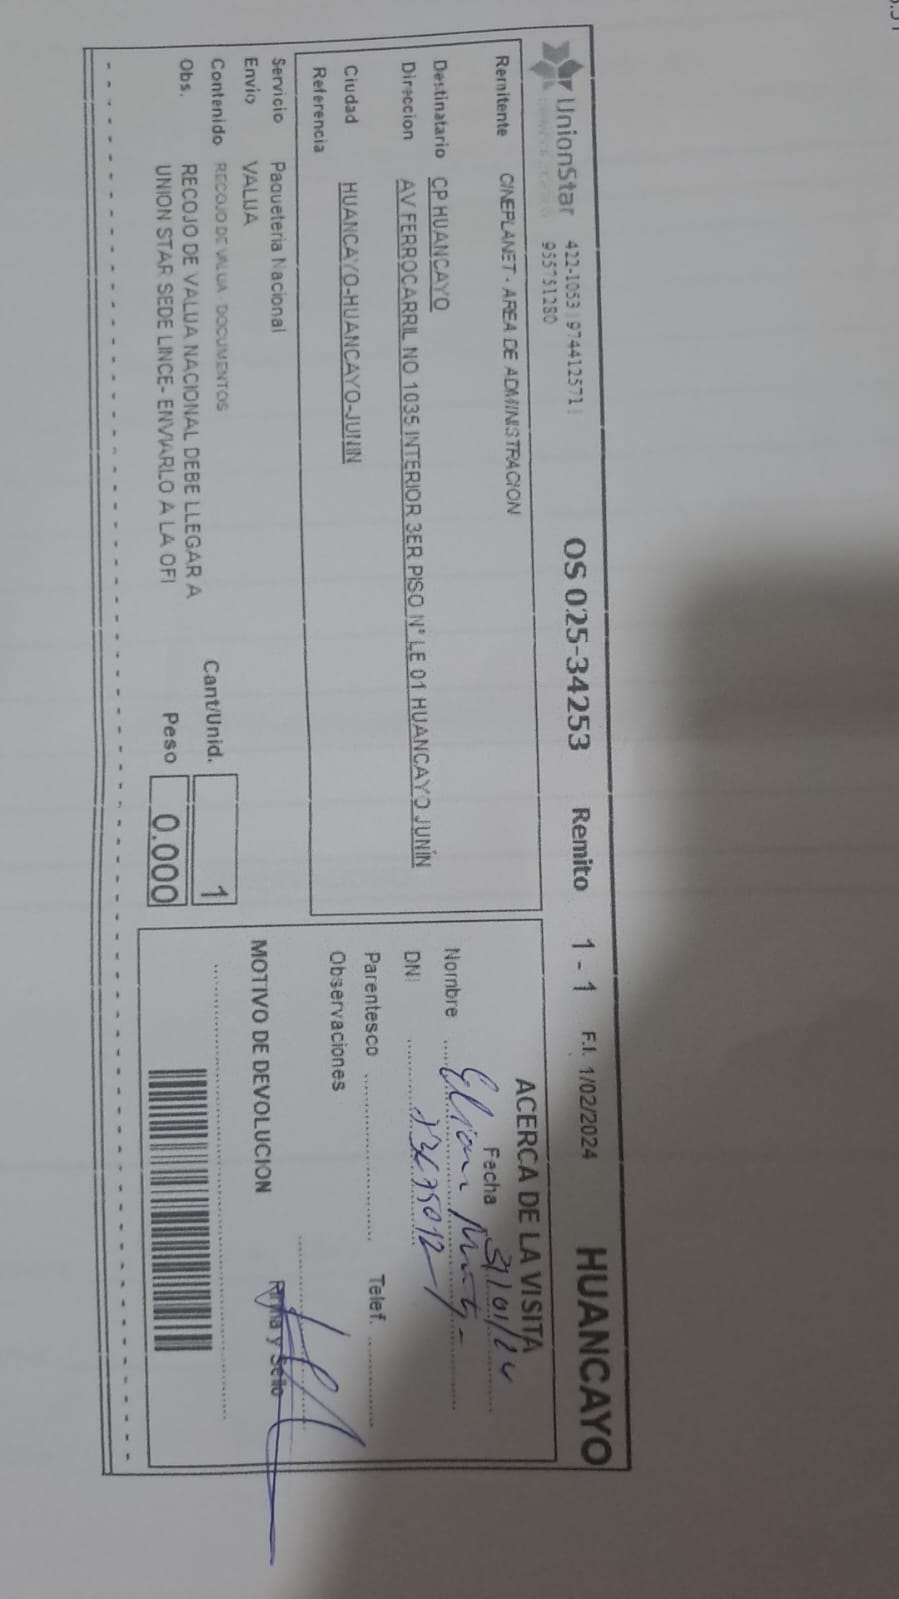 UnionStar 422-1053 | 974412571 |
955751280
OS 025-34253 Remito 1 - 1 F.I. 1/02/2024 HUANCAYO
Remitente CINEPLANET - AREA DE ADMINISTRACION
Destinatario CP HUANCAYO
Direccion AV FERROCARRIL NO 1035 INTERIOR 3ER PISO N° LE 01 HUANCAYO JUNÍN
Ciudad HUANCAYO-HUANCAYO-JUNIN
Referencia
Servicio Paqueteria Nacional
Envio VALIJA
Contenido RECOJO DE VALIJA - DOCUMENTOS
Obs. RECOJO DE VALIJA NACIONAL DEBE LLEGAR A
UNION STAR SEDE LINCE- ENVIARLO A LA OFI
Cant/Unid. 1
Peso 0.000
ACERCA DE LA VISITA
Fecha 31/01/24
Nombre
DNI
Parentesco Telef.
Observaciones
MOTIVO DE DEVOLUCION Firma y Sello